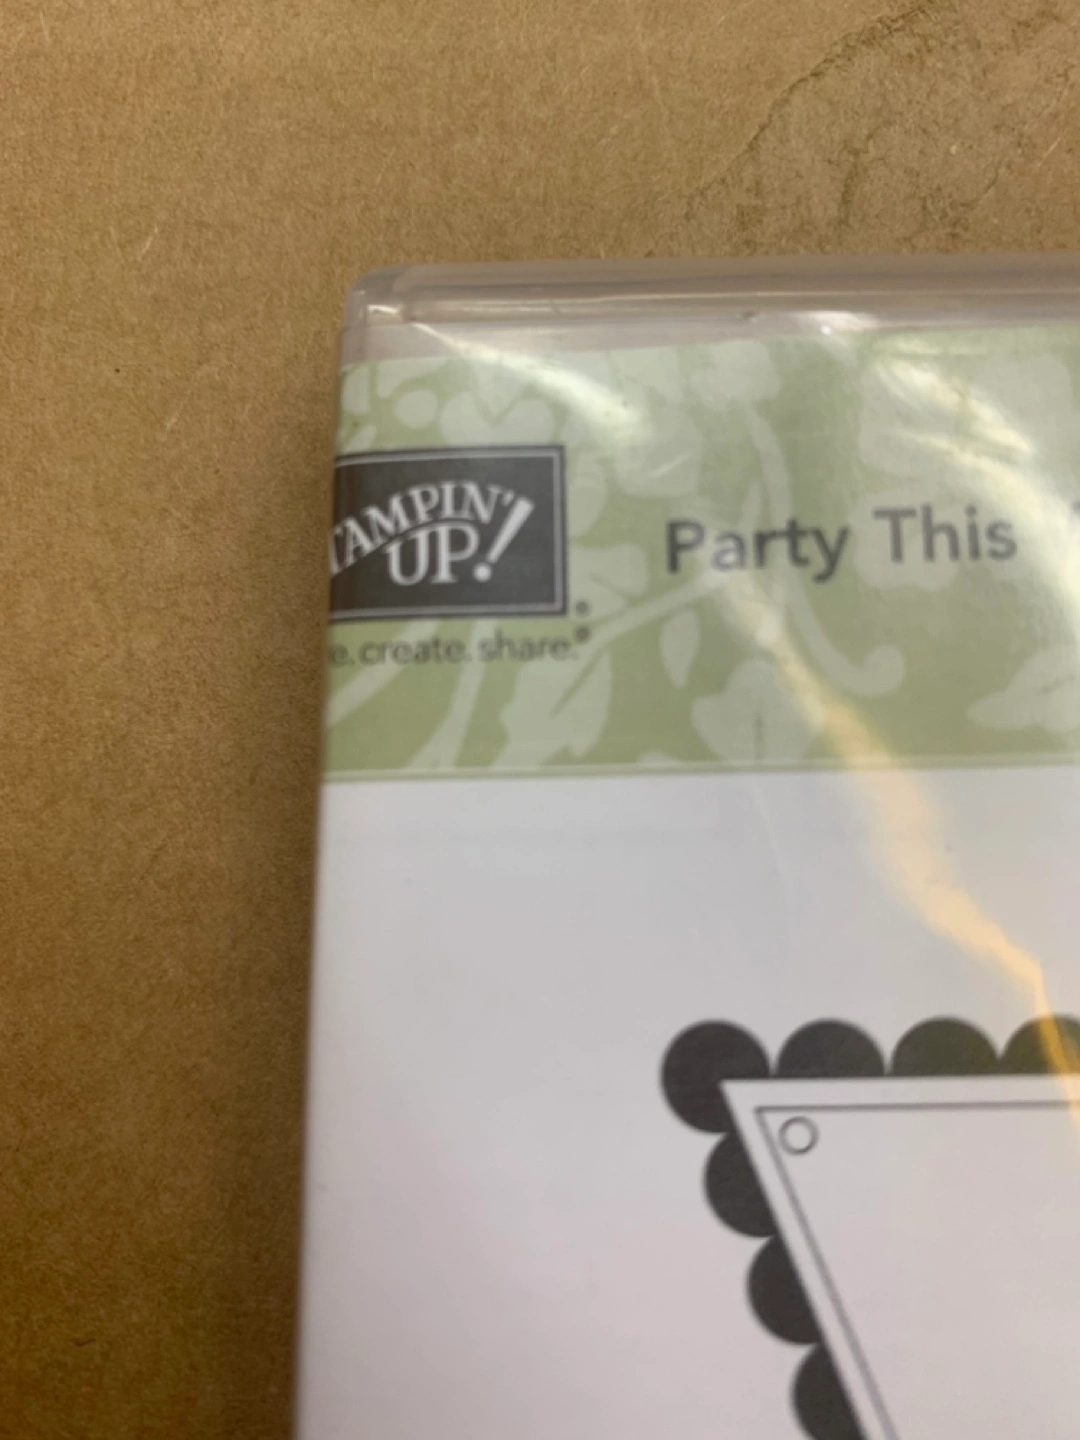 TAMPIN'
UP!
e. create. share.®
Party This